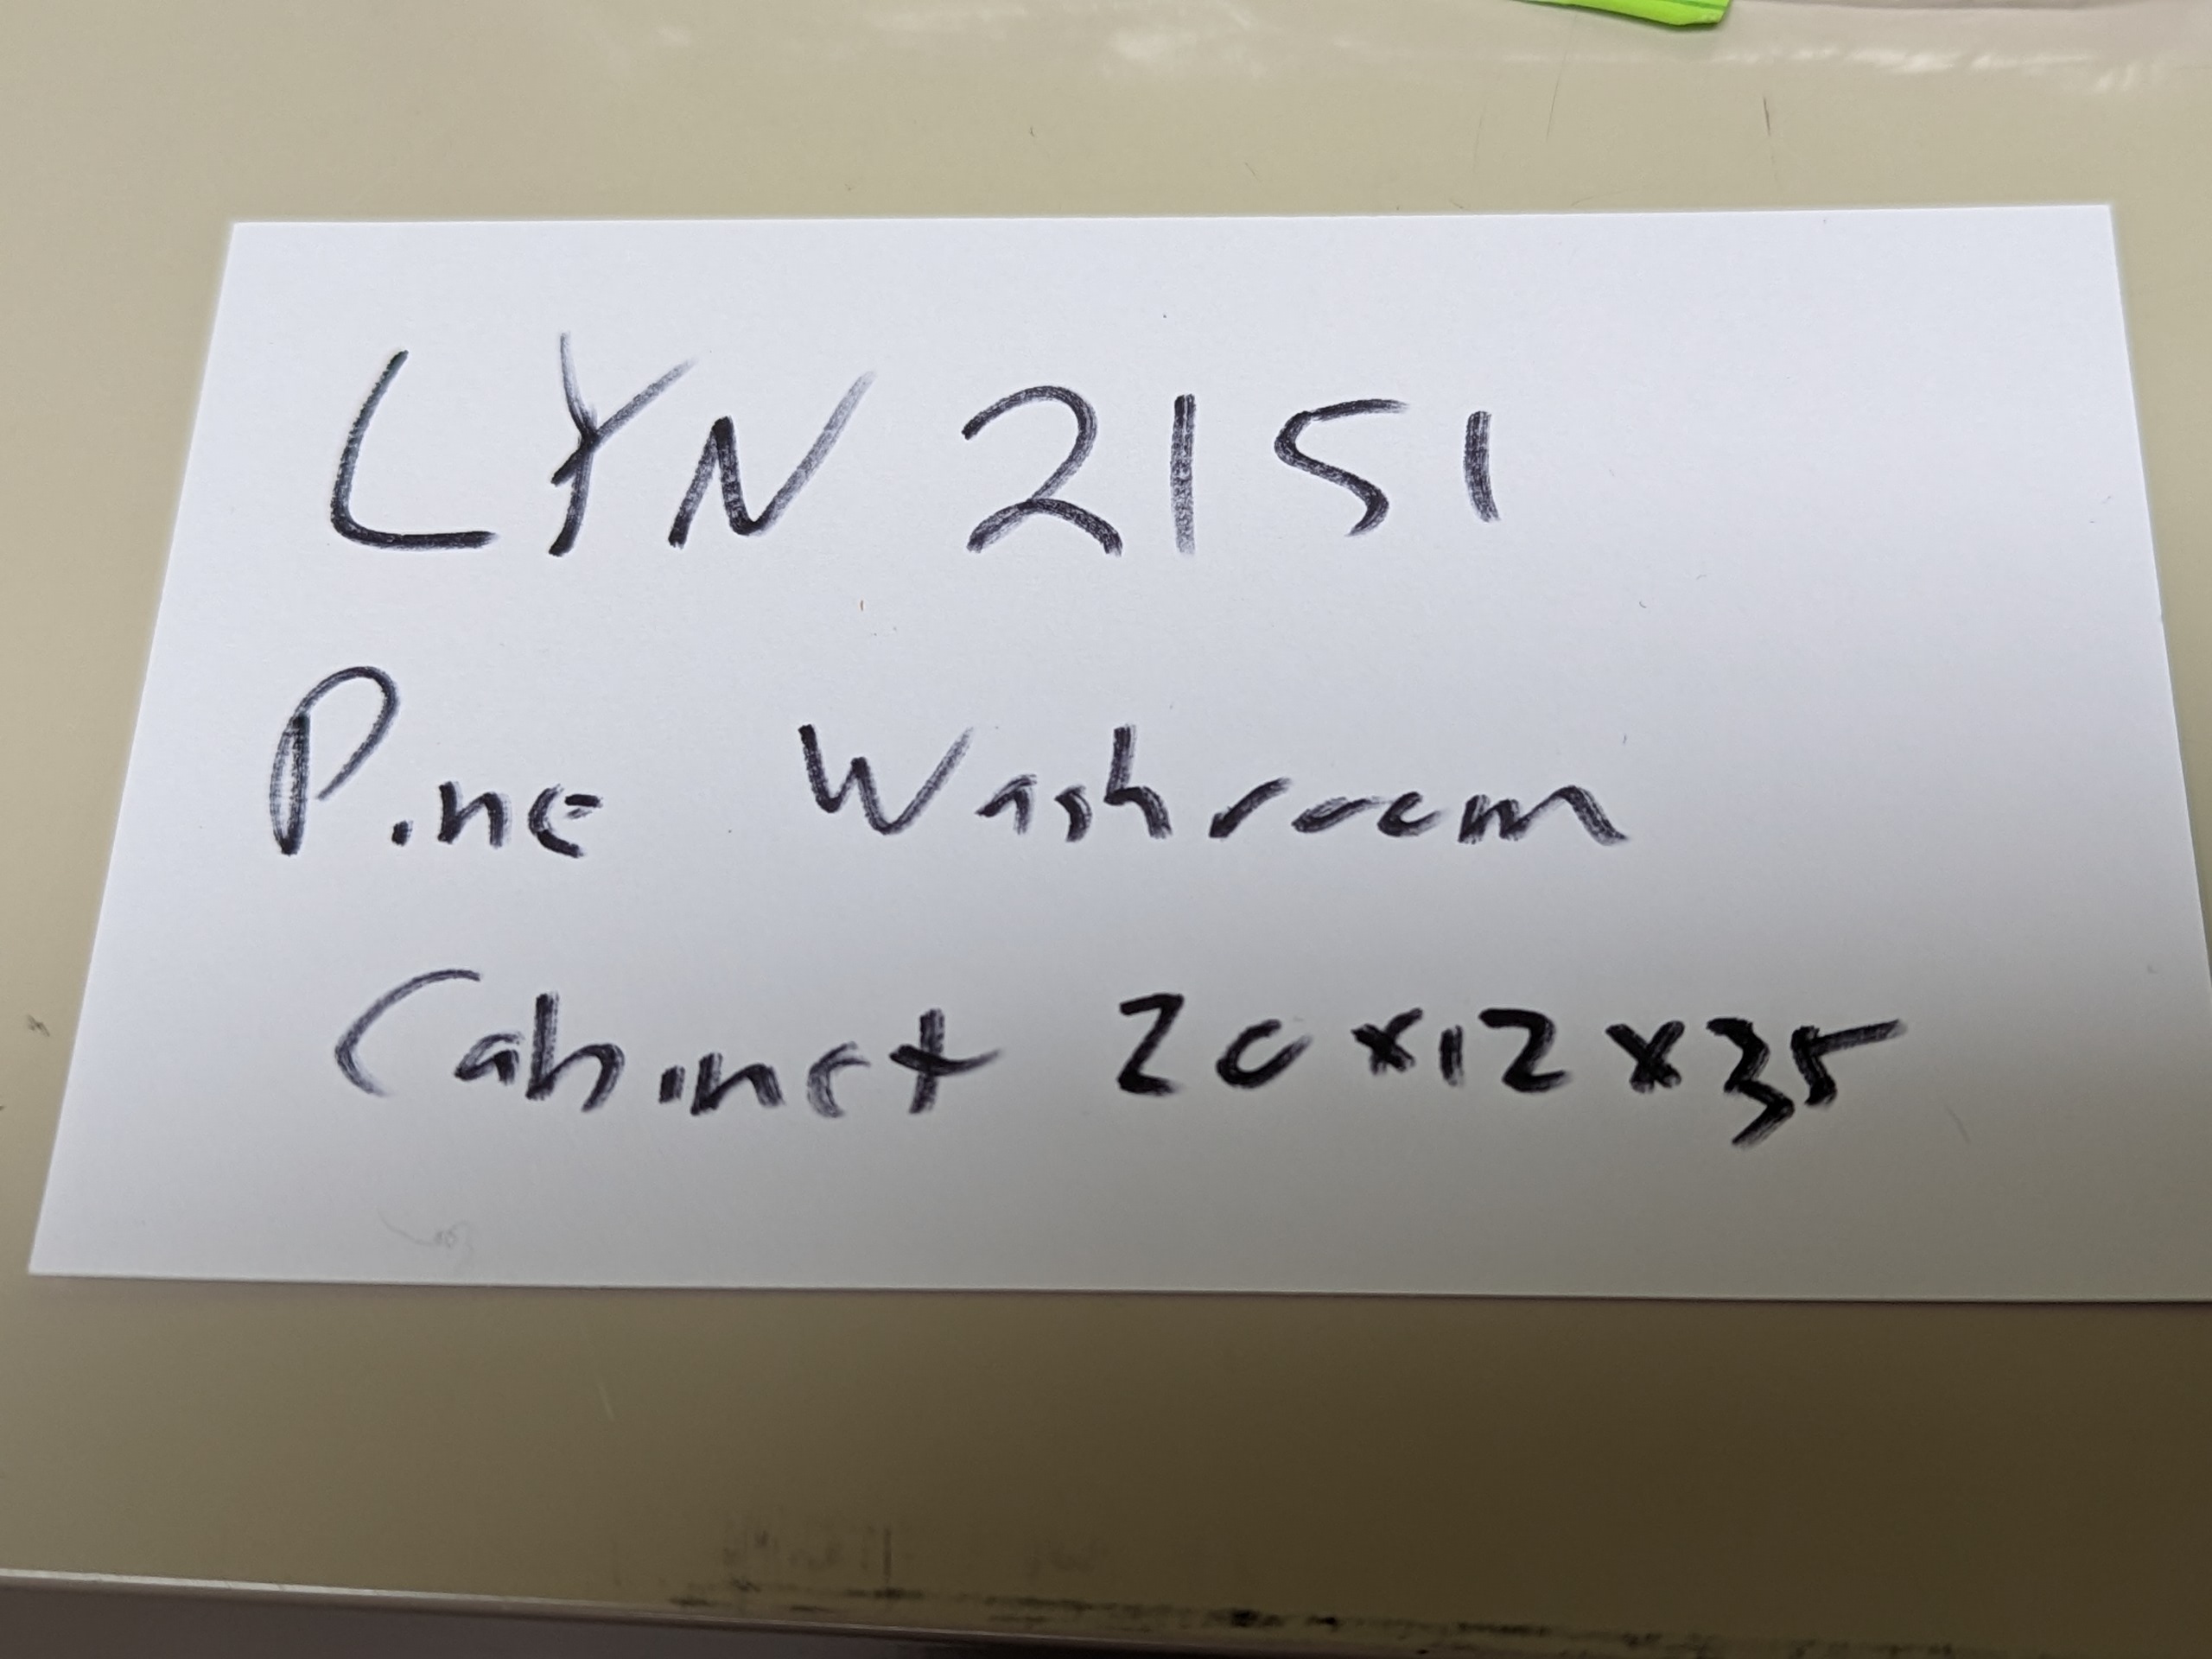 LYN 2151
Pine Washroom
Cabinet 20x12x35